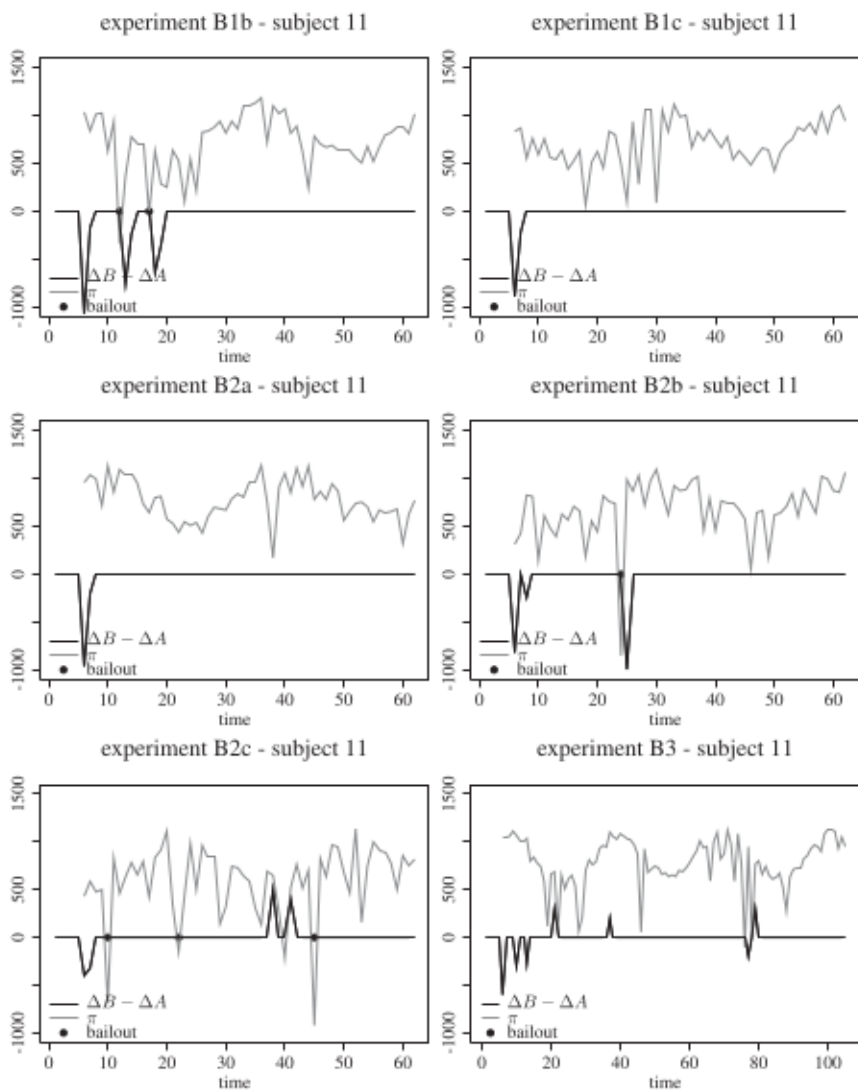 experiment B1b - subject 11
1500
500
0
-1000
ΔB − ΔA
π
bailout
0 10 20 30 40 50 60
time
experiment B1c - subject 11
1500
500
0
-1000
ΔB − ΔA
π
bailout
0 10 20 30 40 50 60
time
experiment B2a - subject 11
1500
500
0
-1000
ΔB − ΔA
π
bailout
0 10 20 30 40 50 60
time
experiment B2b - subject 11
1500
500
0
-1000
ΔB − ΔA
π
bailout
0 10 20 30 40 50 60
time
experiment B2c - subject 11
1500
500
0
-1000
ΔB − ΔA
π
bailout
0 10 20 30 40 50 60
time
experiment B3 - subject 11
1500
500
0
-1000
ΔB − ΔA
π
bailout
0 20 40 60 80 100
time